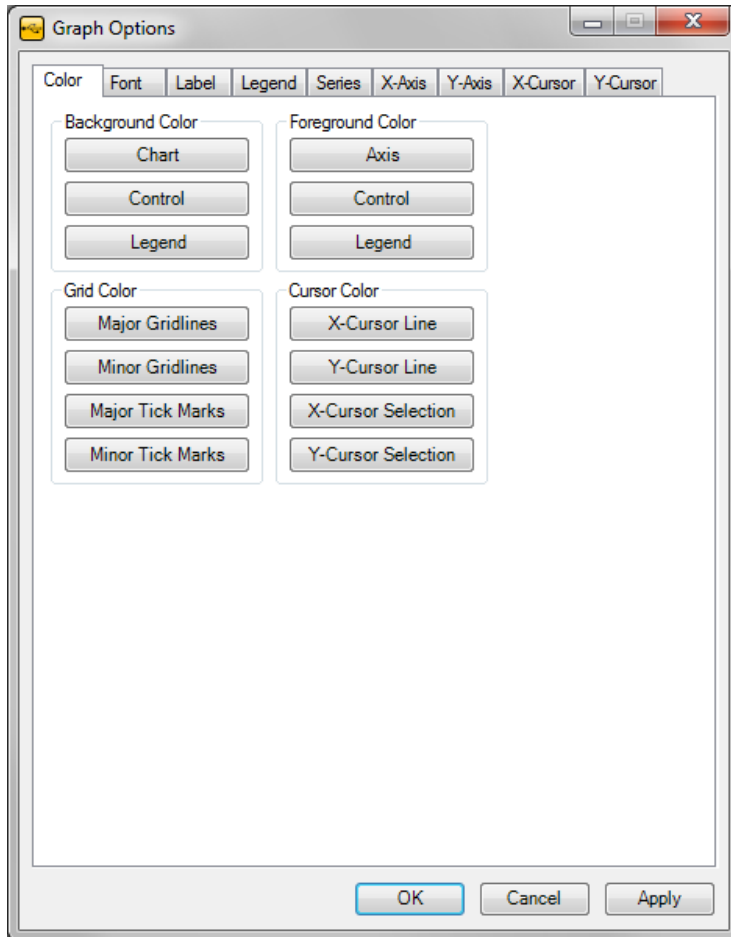 Graph Options
Color Font Label Legend Series X-Axis Y-Axis X-Cursor Y-Cursor
Background Color
Chart
Control
Legend
Foreground Color
Axis
Control
Legend
Grid Color
Major Gridlines
Minor Gridlines
Major Tick Marks
Minor Tick Marks
Cursor Color
X-Cursor Line
Y-Cursor Line
X-Cursor Selection
Y-Cursor Selection
OK Cancel Apply